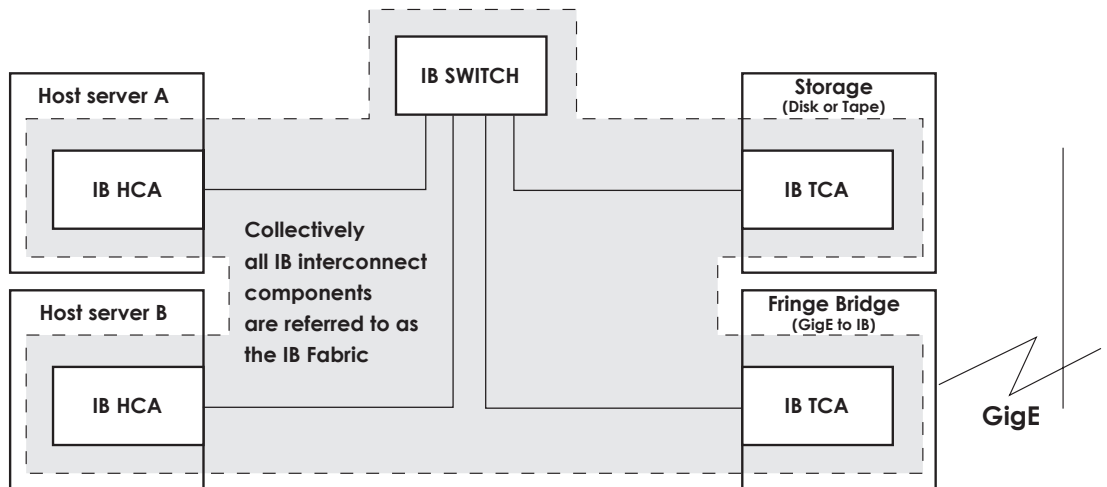 IB SWITCH
Host server A
IB HCA
Storage
(Disk or Tape)
IB TCA
Collectively
all IB interconnect
components
are referred to as
the IB Fabric
Host server B
IB HCA
Fringe Bridge
(GigE to IB)
IB TCA
GigE